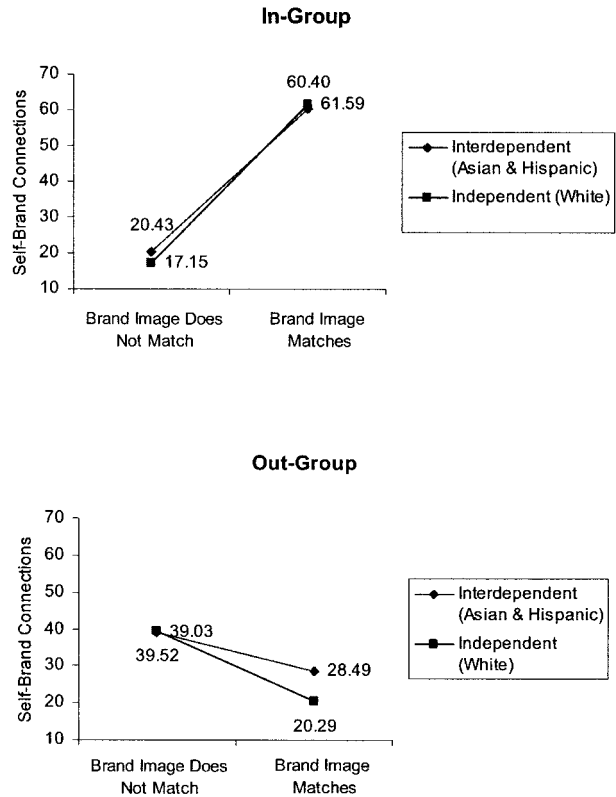 In-Group
70
60
50
40
30
20
10
Self-Brand Connections
60.40
61.59
20.43
17.15
Brand Image Does
Not Match
Brand Image
Matches
Interdependent
(Asian & Hispanic)
Independent (White)
Out-Group
70
60
50
40
30
20
10
Self-Brand Connections
39.03
39.52
28.49
20.29
Brand Image Does
Not Match
Brand Image
Matches
Interdependent
(Asian & Hispanic)
Independent
(White)